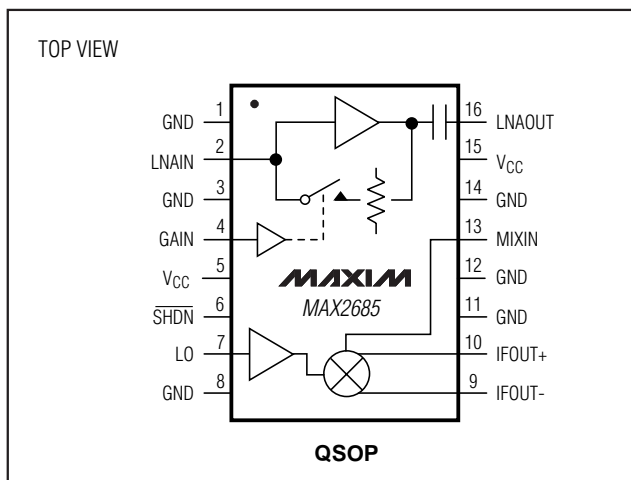 TOP VIEW
GND 1
LNAIN 2
GND 3
GAIN 4
VCC 5
SHDN 6
LO 7
GND 8
16 LNAOUT
15 VCC
14 GND
13 MIXIN
12 GND
11 GND
10 IFOUT+
9 IFOUT-
MAXIM
MAX2685
QSOP